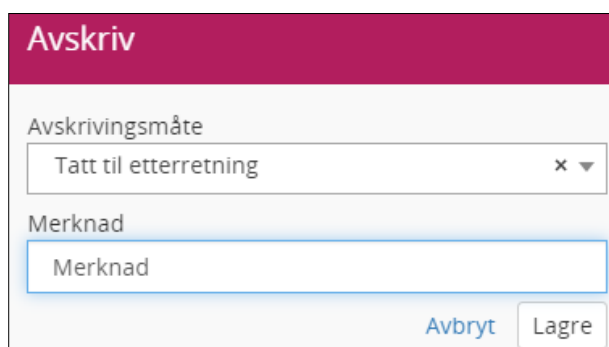 Avskriv
Avskrivingsmåte
Tatt til etterretning ×
Merknad
Merknad
Avbryt Lagre